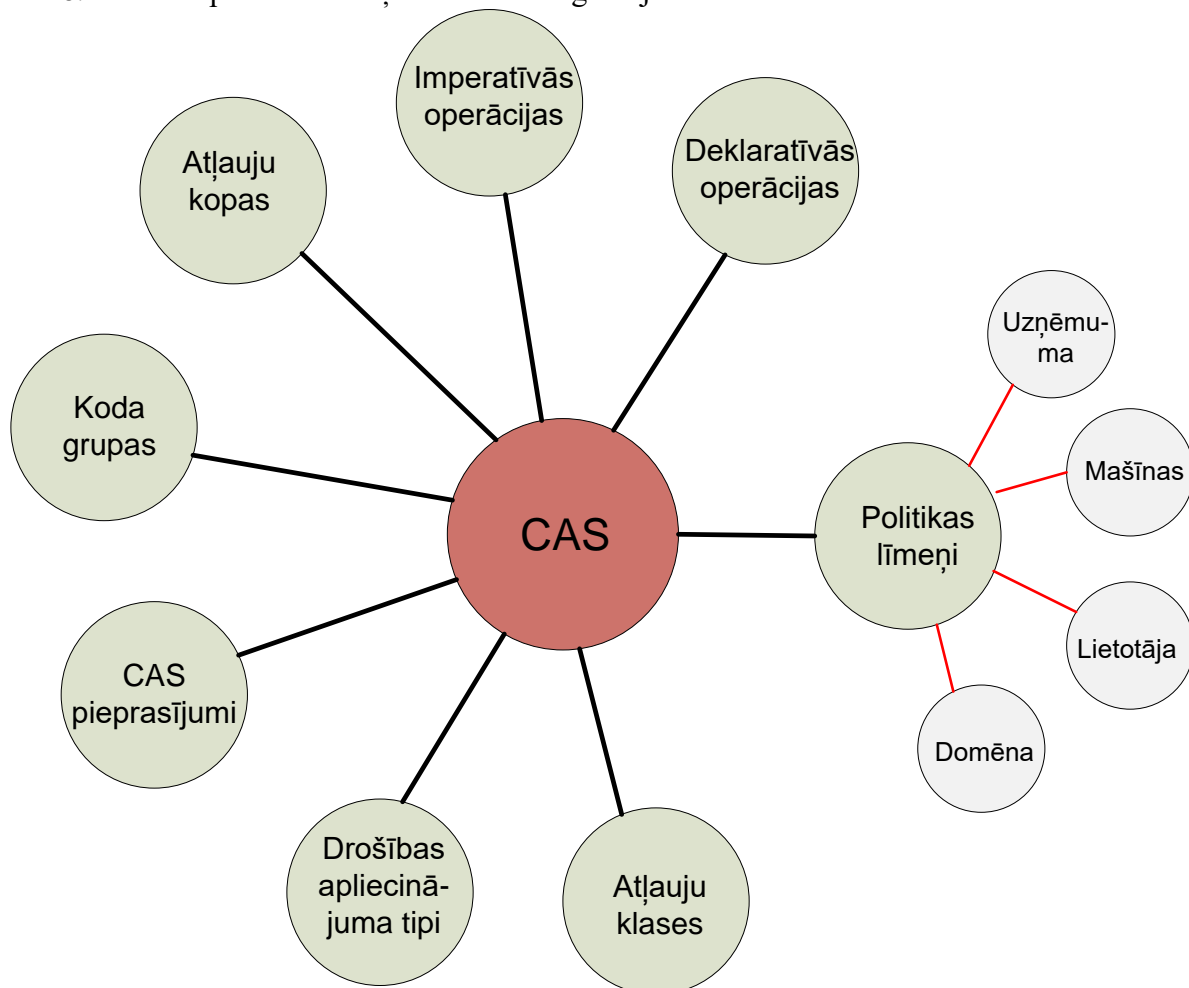 Imperatīvās
operācijas
Deklaratīvās
operācijas
Atļauju
kopas
Uzņēmu-
ma
Koda
grupas
Mašīnas
CAS
Politikas
līmeņi
Lietotāja
CAS
pieprasījumi
Domēna
Drošības
apliecinā-
juma tipi
Atļauju
klases